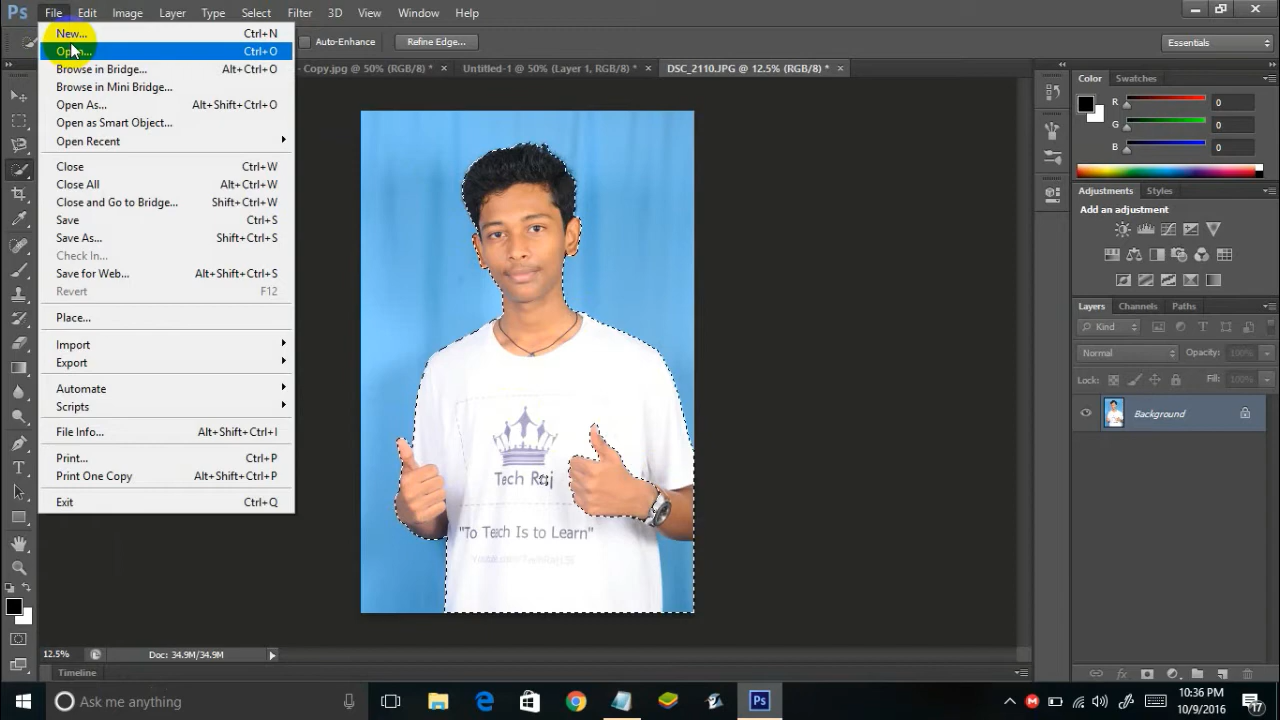 Ps File Edit Image Layer Type Select Filter 3D View Window Help
Auto-Enhance Refine Edge... Essentials
Copy.jpg @ 50% (RGB/8) * × Untitled-1 @ 50% (Layer 1, RGB/8) * × DSC_2110.JPG @ 12.5% (RGB/8) * ×
New... Ctrl+N
Open... Ctrl+O
Browse in Bridge... Alt+Ctrl+O
Browse in Mini Bridge...
Open As... Alt+Shift+Ctrl+O
Open as Smart Object...
Open Recent
Close Ctrl+W
Close All Alt+Ctrl+W
Close and Go to Bridge... Shift+Ctrl+W
Save Ctrl+S
Save As... Shift+Ctrl+S
Check In...
Save for Web... Alt+Shift+Ctrl+S
Revert F12
Place...
Import
Export
Automate
Scripts
File Info... Alt+Shift+Ctrl+I
Print... Ctrl+P
Print One Copy Alt+Shift+Ctrl+P
Exit Ctrl+Q
Tech Raj
"To Teach Is to Learn"
Color Swatches
R 0
G 0
B 0
Adjustments Styles
Add an adjustment
Layers Channels Paths
Kind
Normal Opacity: 100%
Lock: Fill: 100%
Background
12.5% Doc: 34.9M/34.9M
Timeline
Ask me anything
Ps
10:36 PM
10/9/2016
17